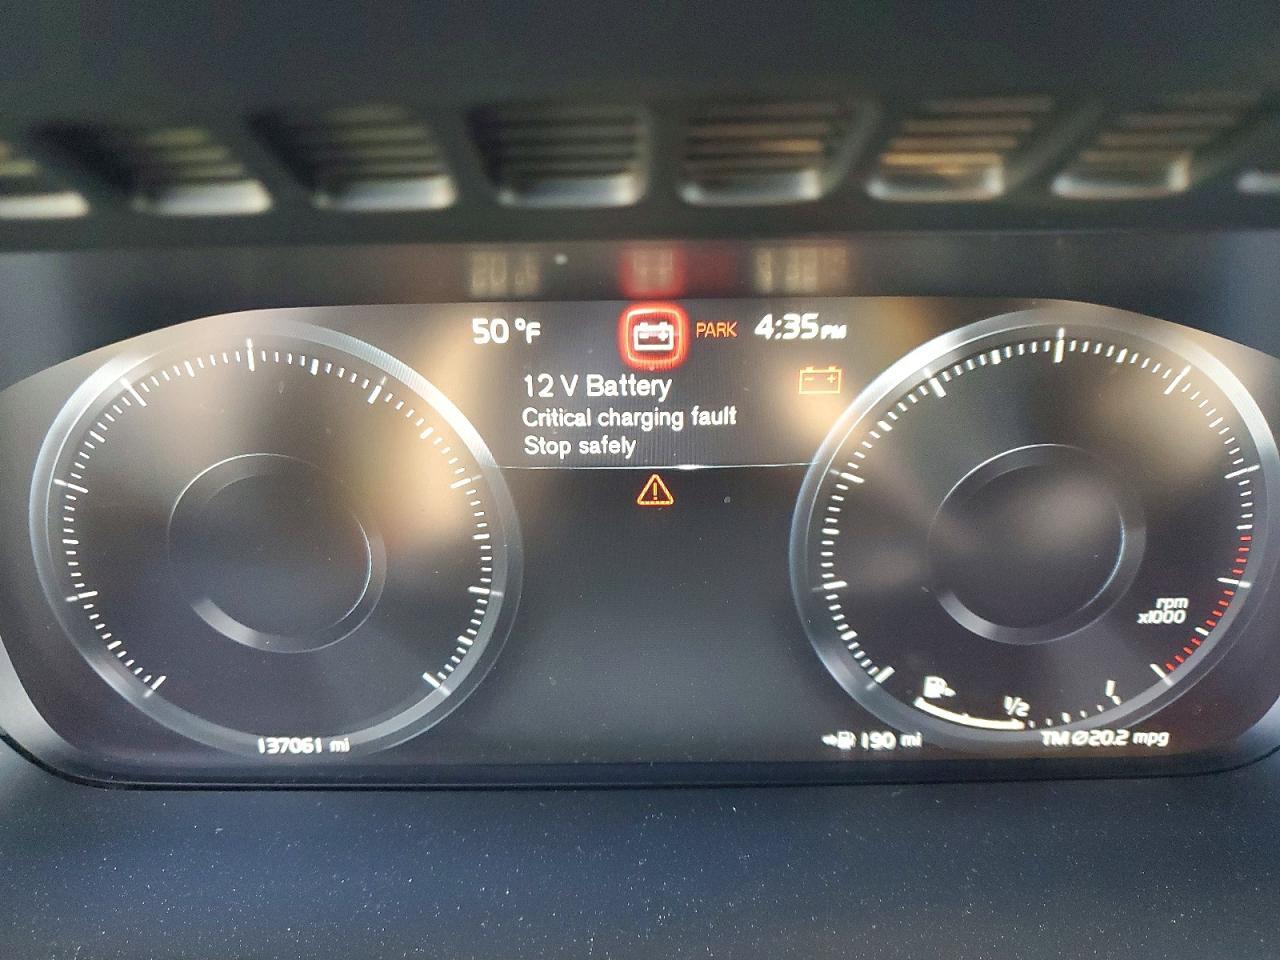 50 °F
PARK 4:35 PM
12 V Battery
Critical charging fault
Stop safely
rpm
x1000
1/2
1
137061 mi
190 mi
TM Ø20.2 mpg